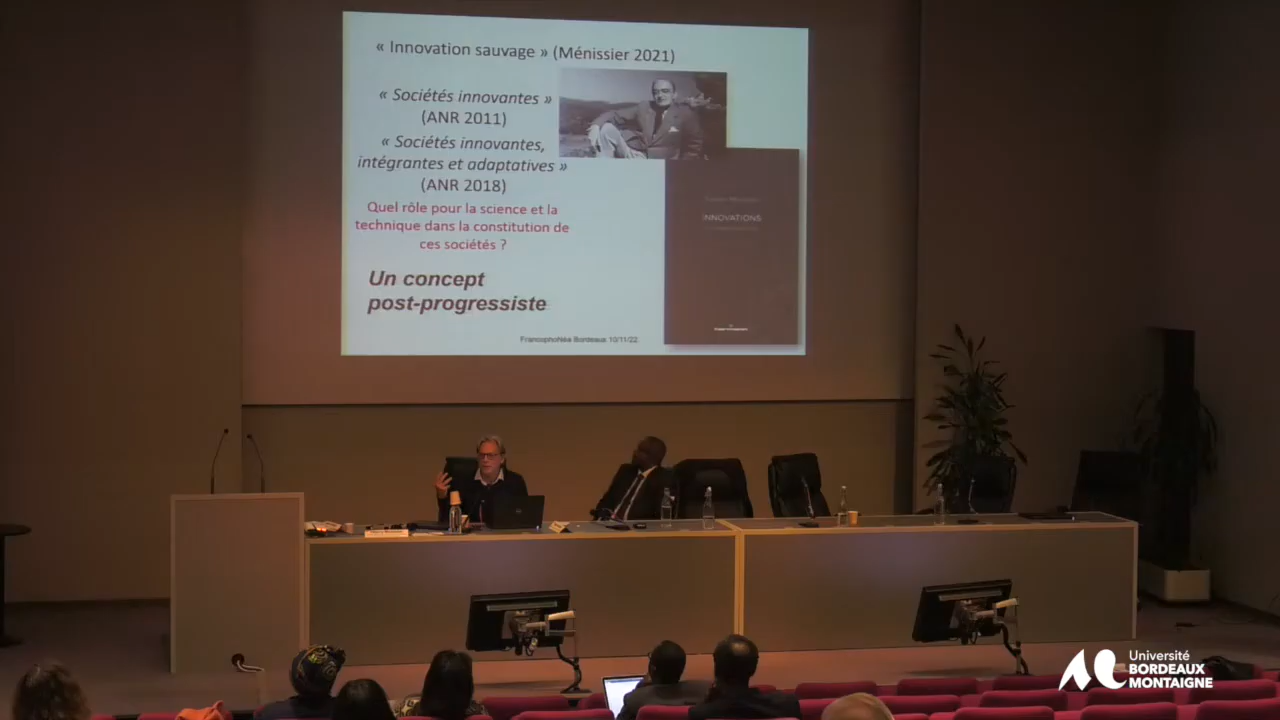 « Innovation sauvage » (Ménissier 2021)
« Sociétés innovantes »
(ANR 2011)
« Sociétés innovantes,
intégrantes et adaptatives »
(ANR 2018)
Quel rôle pour la science et la
technique dans la constitution de
ces sociétés ?
Un concept
post-progressiste
INNOVATIONS
Bordeaux 10/11/22
Université
BORDEAUX
MONTAIGNE